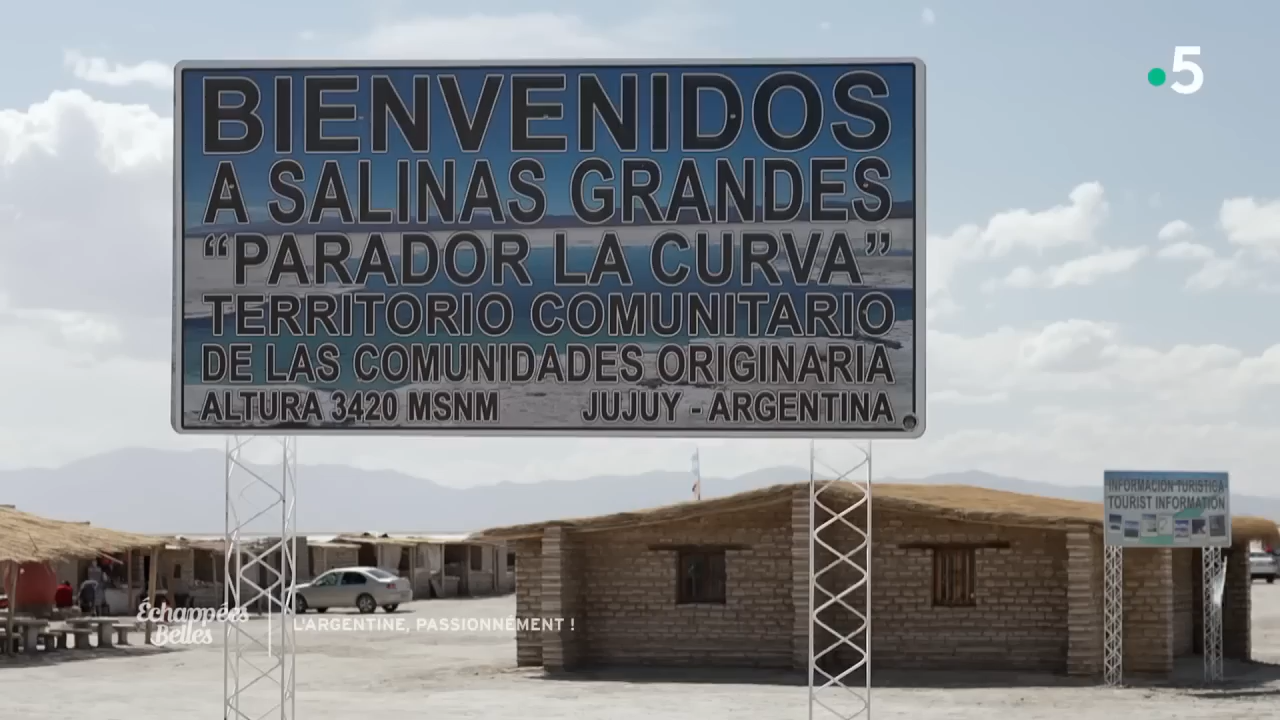 5
BIENVENIDOS
A SALINAS GRANDES
“PARADOR LA CURVA”
TERRITORIO COMUNITARIO
DE LAS COMUNIDADES ORIGINARIA
ALTURA 3420 MSNM JUJUY - ARGENTINA
INFORMACIÓN TURISTICA
TOURIST INFORMATION
Échappées
Belles
L'ARGENTINE, PASSIONNÉMENT !